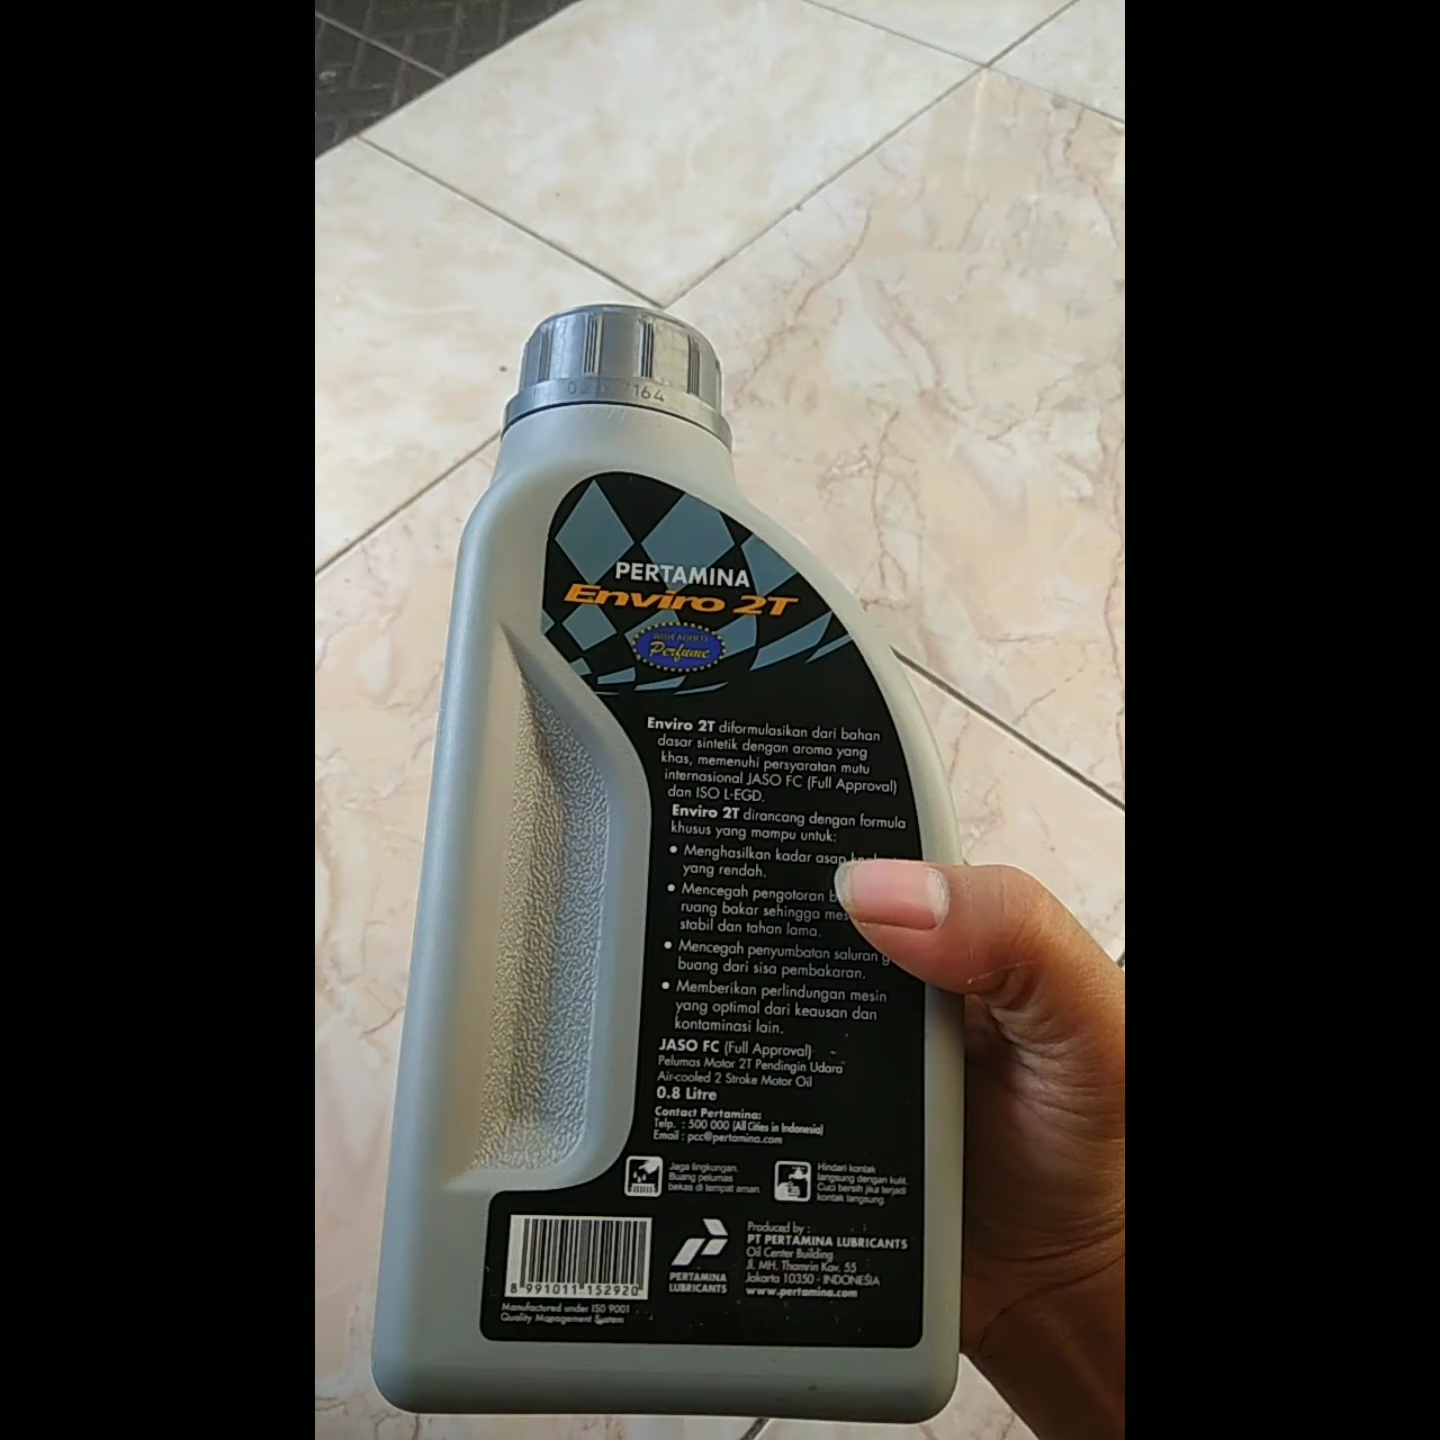 164
PERTAMINA
Enviro 2T
Perfume
Enviro 2T diformulasikan dari bahan
dasar sintetik dengan aroma yang
khas, memenuhi persyaratan mutu
internasional JASO FC (Full Approval)
dan ISO L-EGD.
Enviro 2T dirancang dengan formula
khusus yang mampu untuk:
• Menghasilkan kadar asap
yang rendah.
• Mencegah pengotoran
ruang bakar sehingga
stabil dan tahan lama.
• Mencegah penyumbatan saluran
buang dari sisa pembakaran.
• Memberikan perlindungan mesin
yang optimal dari keausan dan
kontaminasi lain.
JASO FC (Full Approval)
Pelumas Motor 2T Pendingin Udara
Air-cooled 2 Stroke Motor Oil
0.8 Litre
Contact Pertamina:
Telp. : 500 000 (All Cities in Indonesia)
Email : pcc@pertamina.com
Jaga lingkungan.
Buang pelumas
bekas di tempat aman.
Hindari kontak
langsung dengan kulit.
Cuci bersih jika terjadi
kontak langsung.
8 991011 152920
Manufactured under ISO 9001
Quality Management System
PERTAMINA
LUBRICANTS
Produced by :
PT PERTAMINA LUBRICANTS
Oil Center Building
Jl. MH. Thamrin Kav. 55
Jakarta 10350 - INDONESIA
www.pertamina.com